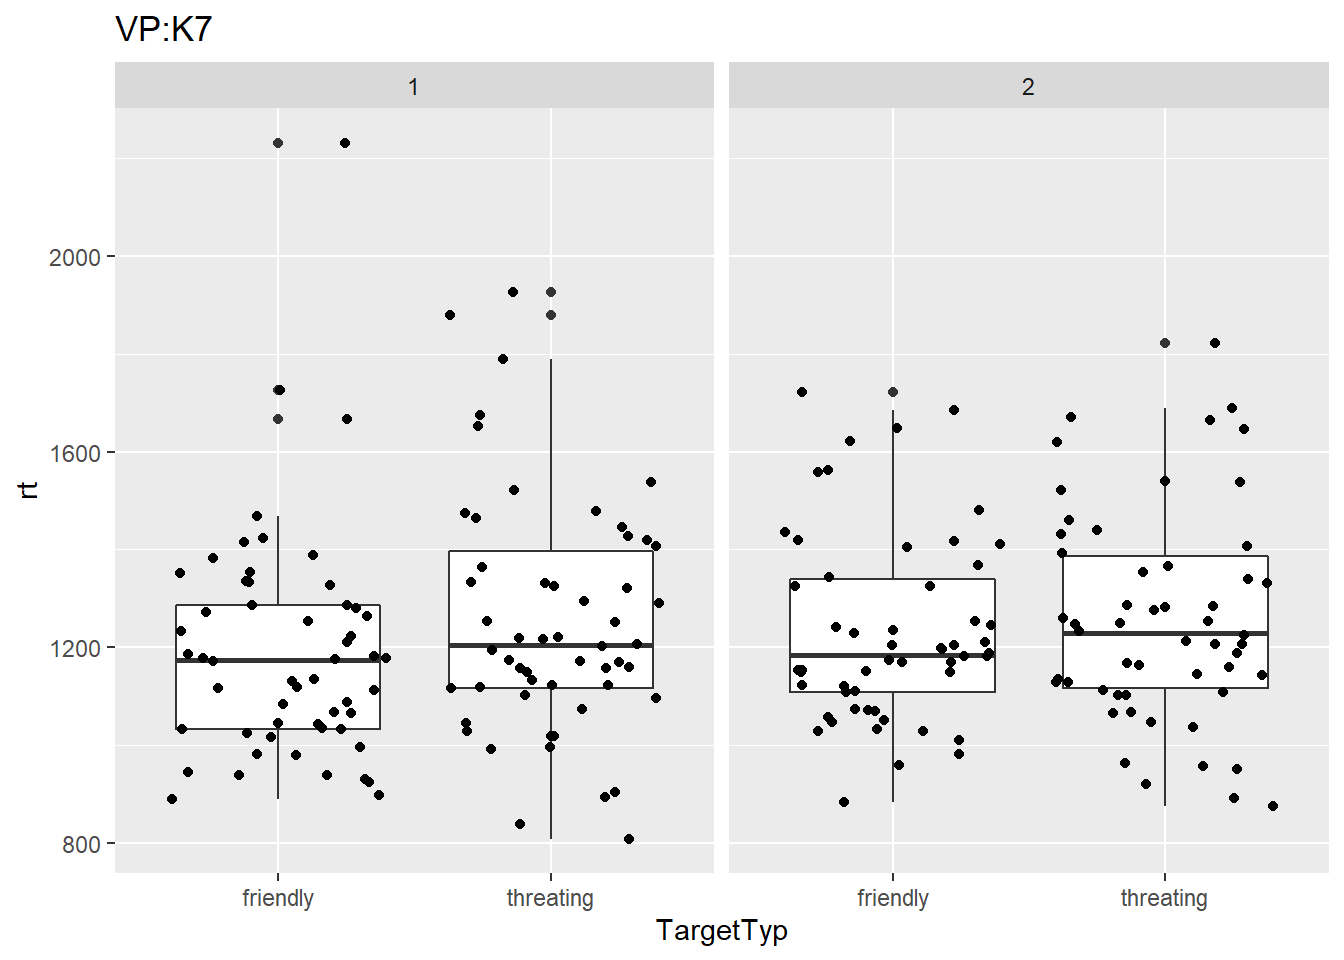 VP:K7
1
2
rt
2000
1600
1200
800
friendly
threating
friendly
threating
TargetTyp